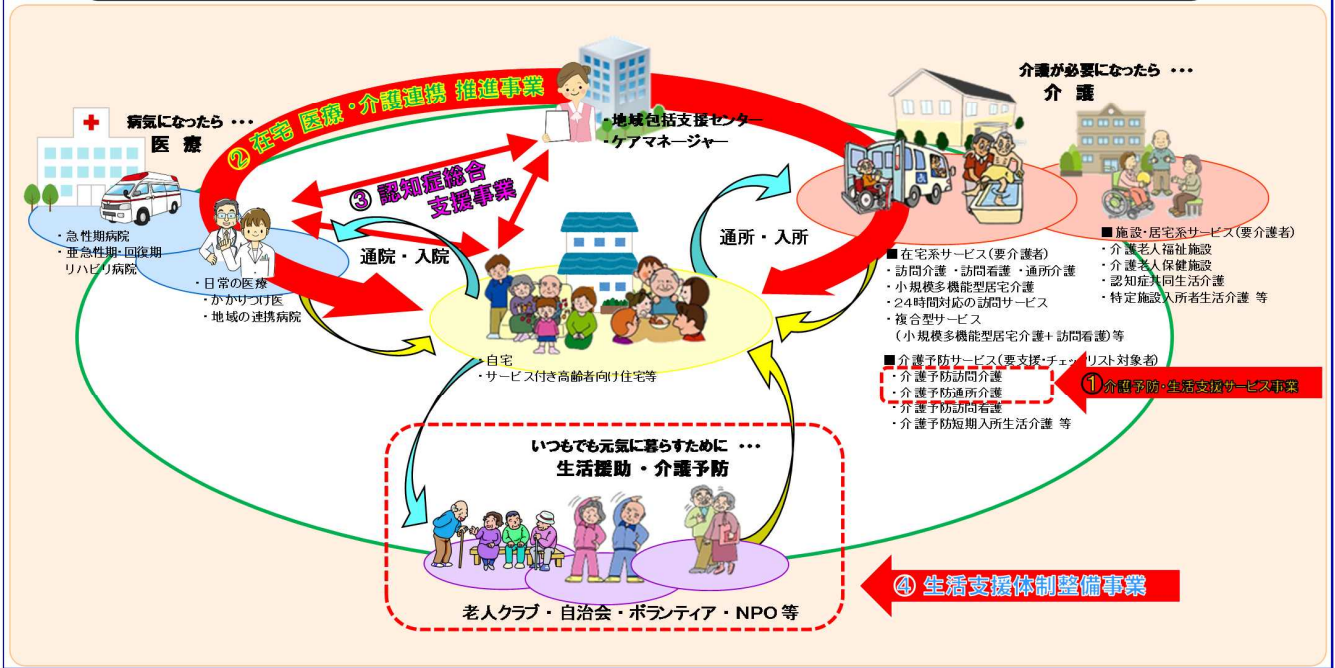 病気になったら ・・・
医 療
② 在宅 医療・介護連携 推進事業
・地域包括支援センター
・ケアマネージャー
介護が必要になったら ・・・
介 護
③ 認知症総合
支援事業
・急性期病院
・亜急性期・回復期
リハビリ病院
・日常の医療
・かかりつけ医
・地域の連携病院
通院・入院
通所・入所
・自宅
・サービス付き高齢者向け住宅等
■在宅系サービス(要介護者)
・訪問介護 ・訪問看護 ・通所介護
・小規模多機能型居宅介護
・24時間対応の訪問サービス
・複合型サービス
(小規模多機能型居宅介護+訪問看護)等
■施設・居宅系サービス(要介護者)
・介護老人福祉施設
・介護老人保健施設
・認知症共同生活介護
・特定施設入所者生活介護 等
■介護予防サービス(要支援・チェックリスト対象者)
・介護予防訪問介護
・介護予防通所介護
・介護予防訪問看護
・介護予防短期入所生活介護 等
①介護予防・生活支援サービス事業
いつもでも元気に暮らすために ・・・
生活援助・介護予防
老人クラブ・自治会・ボランティア・NPO 等
④ 生活支援体制整備事業